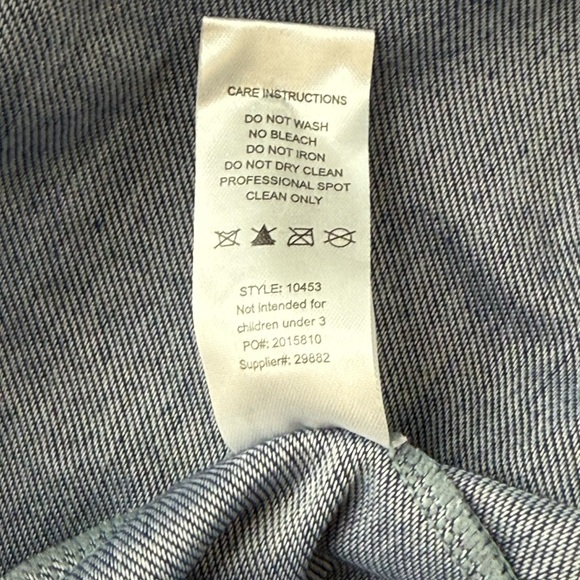 CARE INSTRUCTIONS
DO NOT WASH
NO BLEACH
DO NOT IRON
DO NOT DRY CLEAN
PROFESSIONAL SPOT
CLEAN ONLY
STYLE: 10453
Not intended for
children under 3
PO#: 2015810
Supplier#: 29882